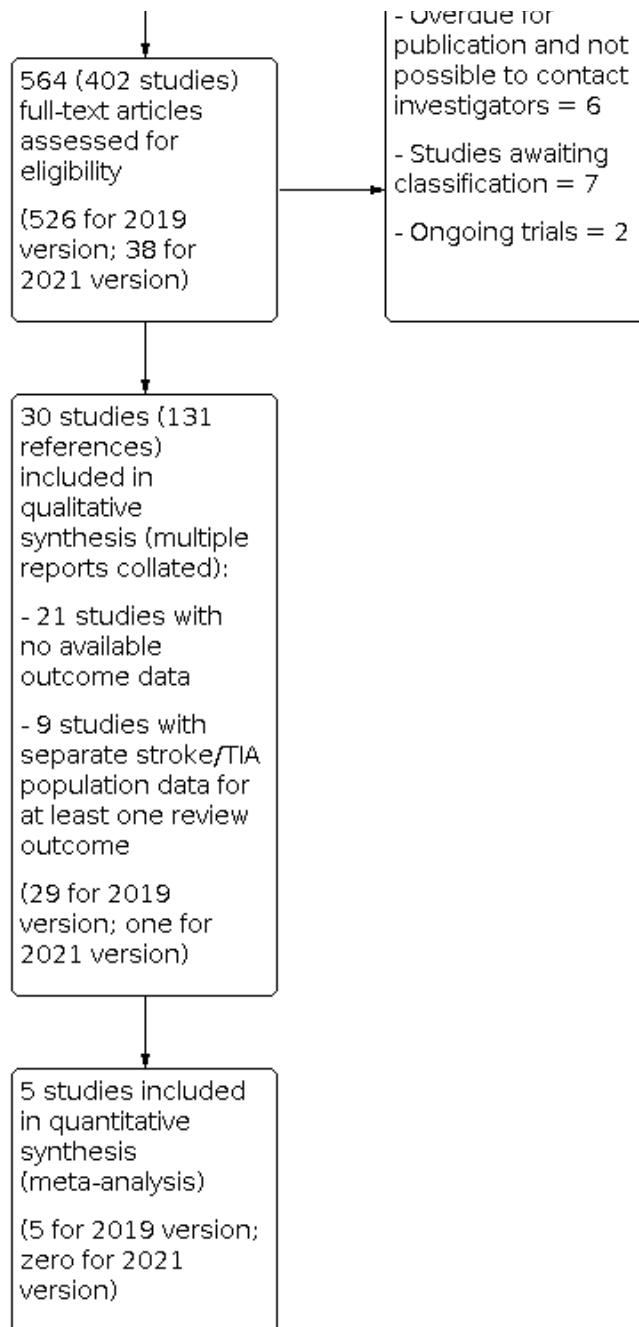 564 (402 studies)
full-text articles
assessed for
eligibility
(526 for 2019
version; 38 for
2021 version)
- Overdue for
publication and not
possible to contact
investigators = 6
- Studies awaiting
classification = 7
- Ongoing trials = 2
30 studies (131
references)
included in
qualitative
synthesis (multiple
reports collated):
- 21 studies with
no available
outcome data
- 9 studies with
separate stroke/TIA
population data for
at least one review
outcome
(29 for 2019
version; one for
2021 version)
5 studies included
in quantitative
synthesis
(meta-analysis)
(5 for 2019 version;
zero for 2021
version)